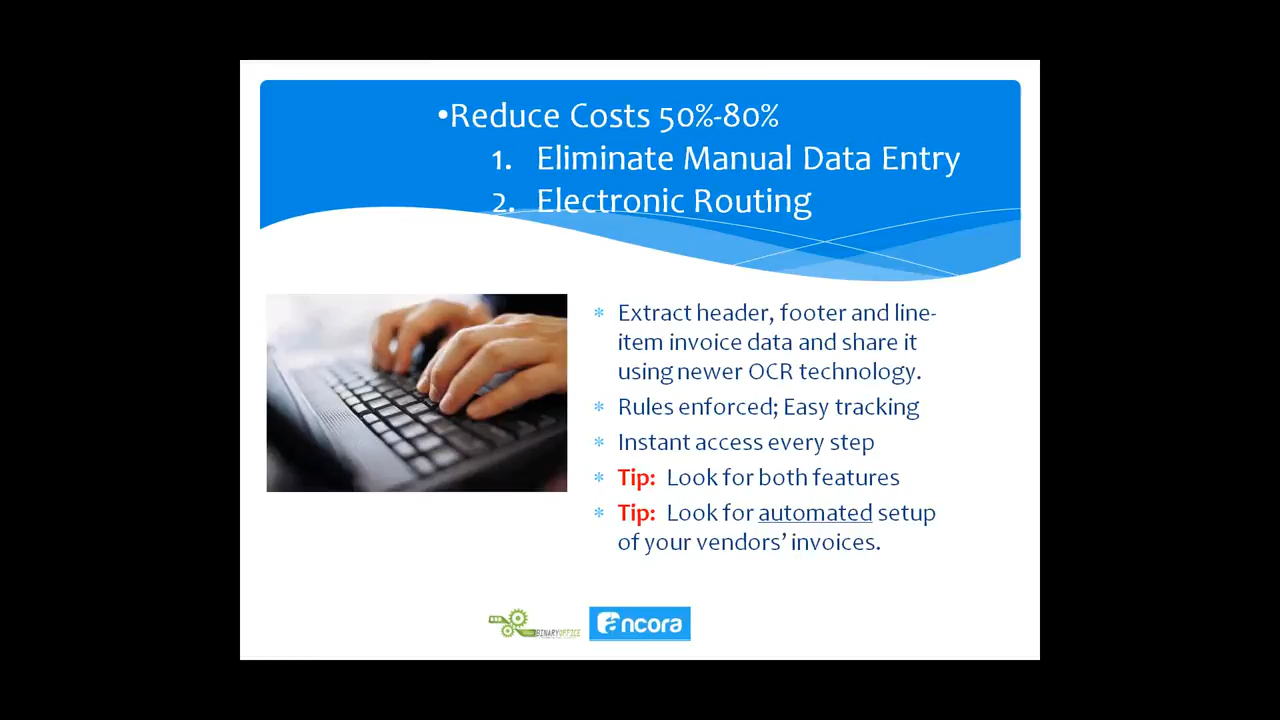 •Reduce Costs 50%-80%
1. Eliminate Manual Data Entry
2. Electronic Routing
* Extract header, footer and line-
item invoice data and share it
using newer OCR technology.
* Rules enforced; Easy tracking
* Instant access every step
* Tip: Look for both features
* Tip: Look for automated setup
of your vendors’ invoices.
BINARYOFFICE
ancora